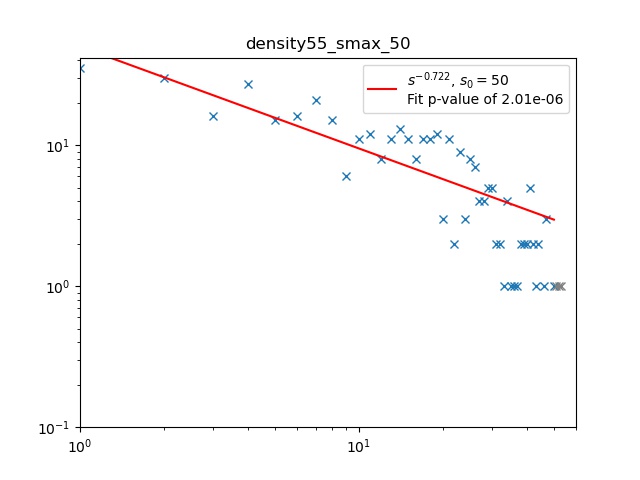 density55_smax_50
s^{-0.722}, s_0 = 50
Fit p-value of 2.01e-06
10^1
10^0
10^{-1}
10^0
10^1